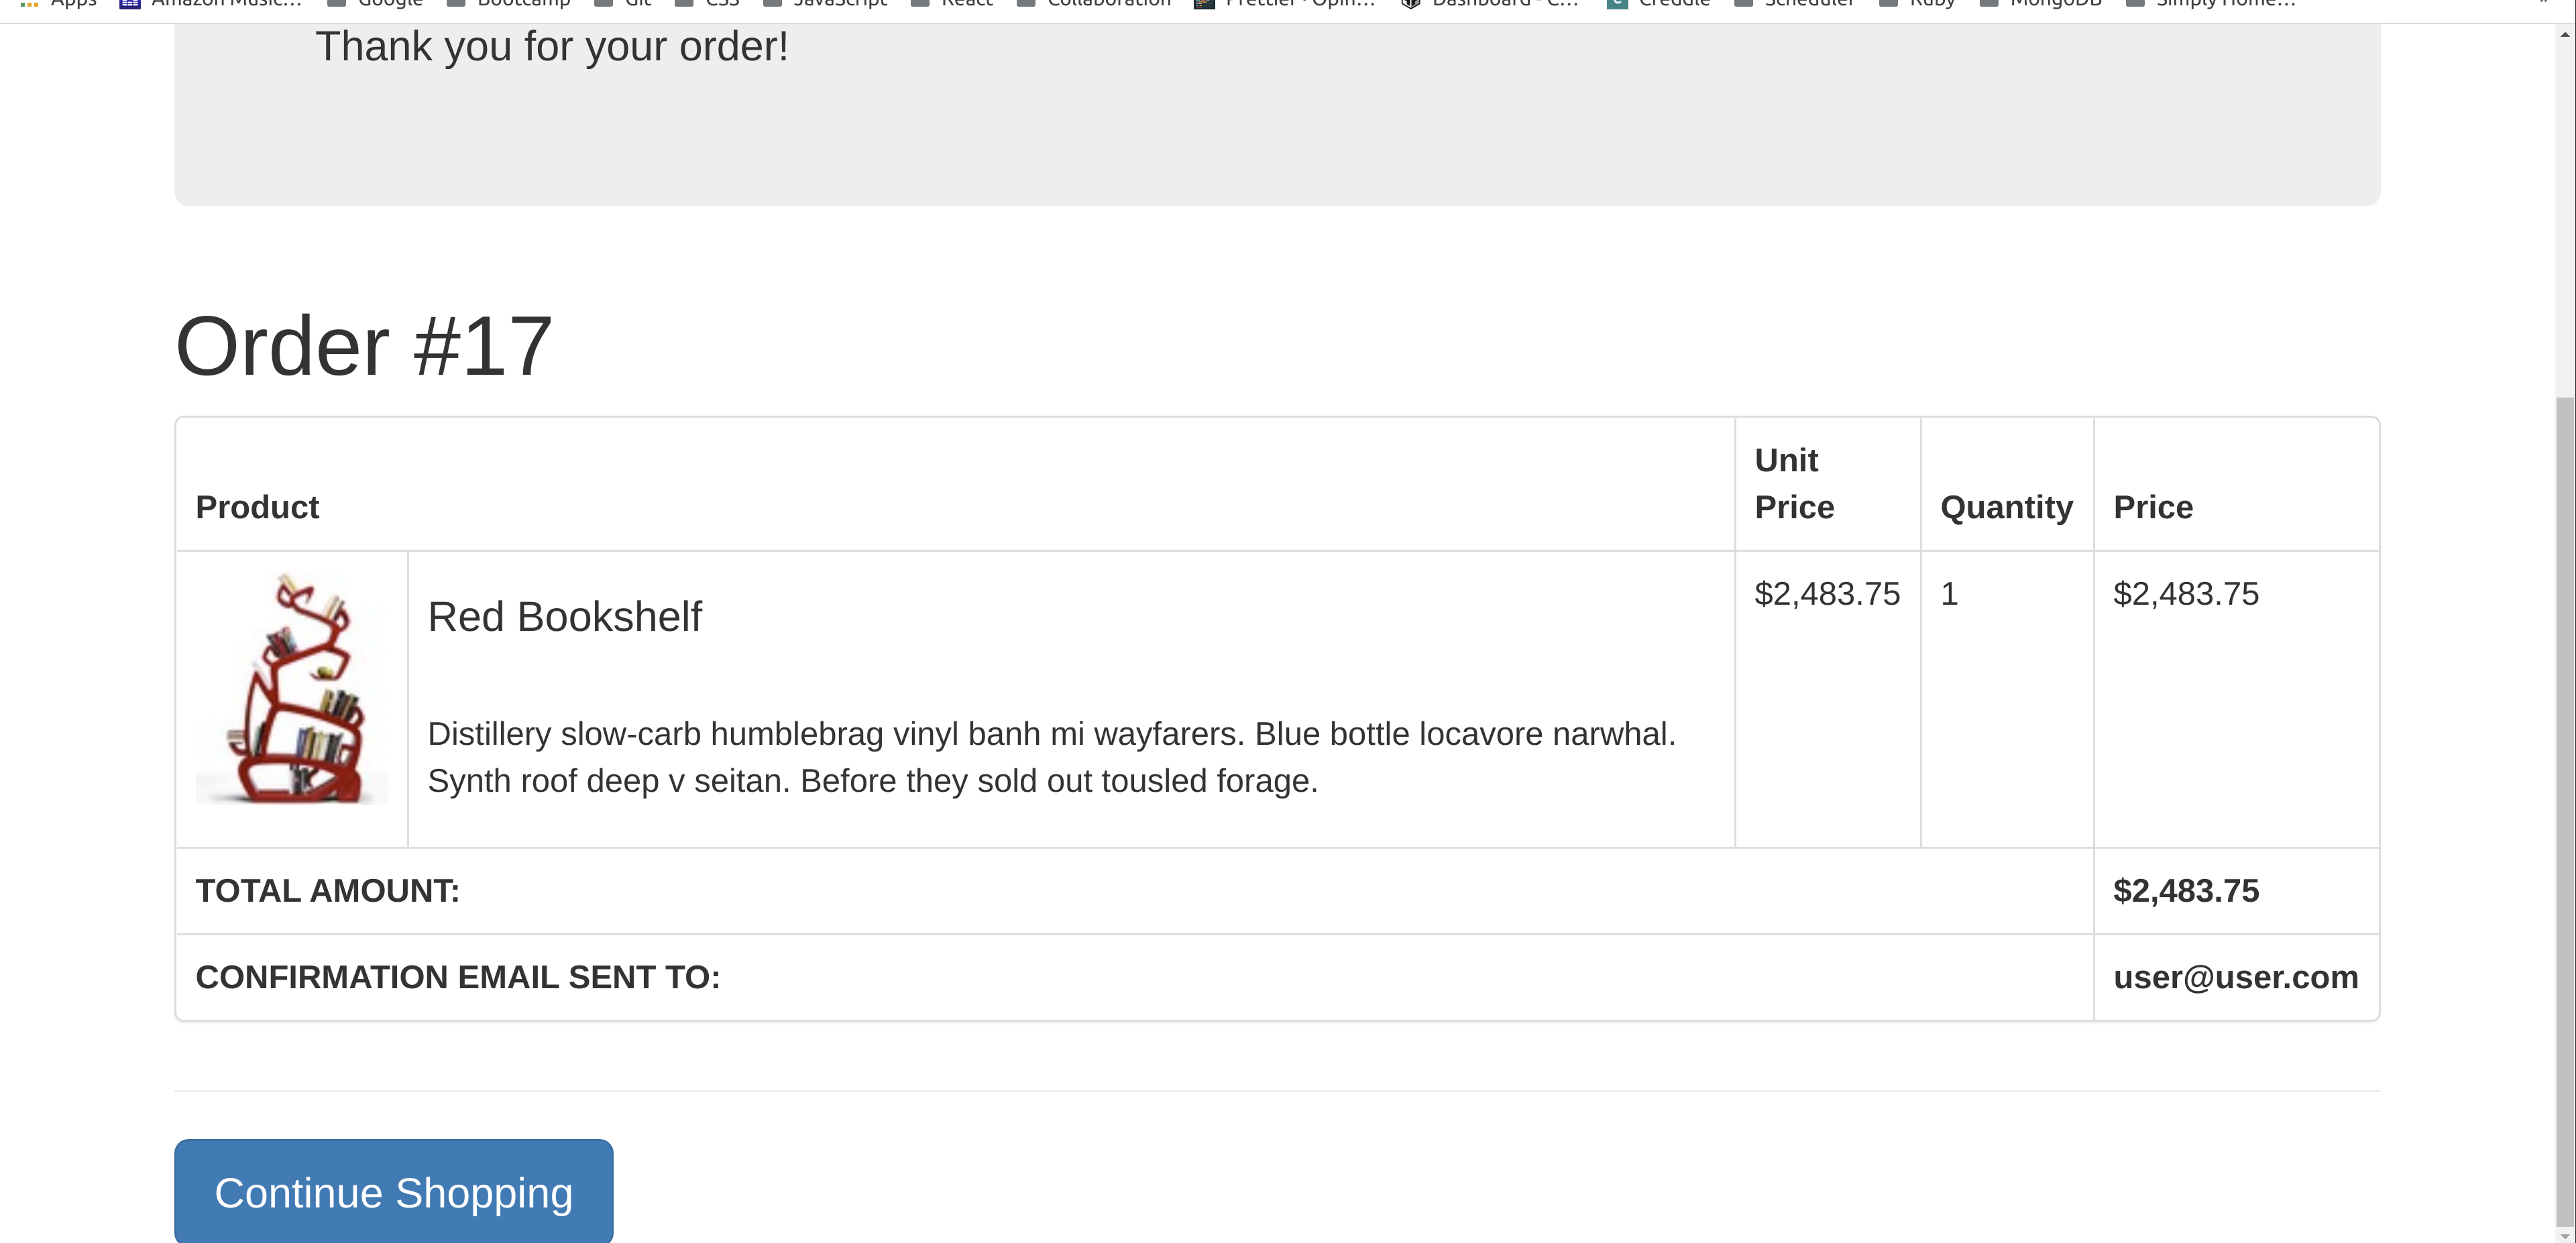 Apps Amazon Music... Google Bootcamp Git CSS JavaScript React Collaboration Prettier · Opin... Dashboard - C... Creddle Scheduler Ruby MongoDB Simply Home... »
Thank you for your order!
Order #17
Product Unit Price Quantity Price
Red Bookshelf $2,483.75 1 $2,483.75
Distillery slow-carb humblebrag vinyl banh mi wayfarers. Blue bottle locavore narwhal.
Synth roof deep v seitan. Before they sold out tousled forage.
TOTAL AMOUNT: $2,483.75
CONFIRMATION EMAIL SENT TO: user@user.com
Continue Shopping